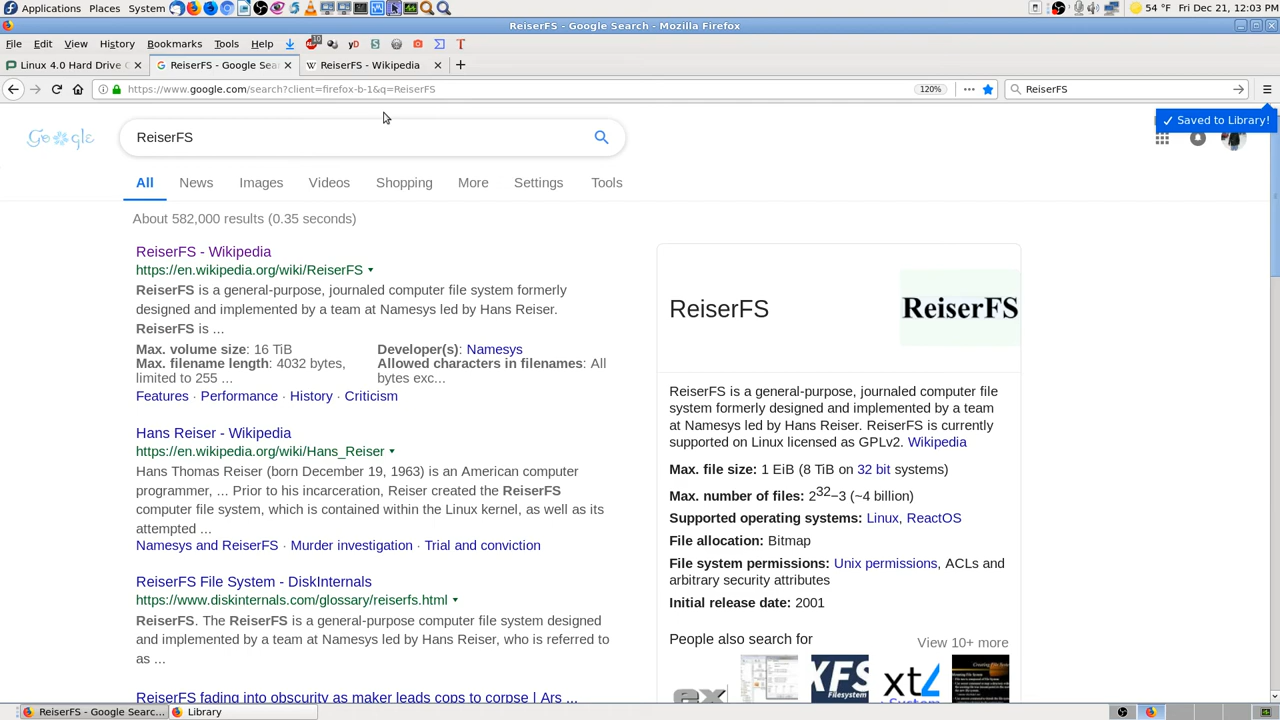 Applications Places System 54 °F Fri Dec 21, 12:03 PM
ReiserFS - Google Search - Mozilla Firefox
File Edit View History Bookmarks Tools Help
Linux 4.0 Hard Drive ReiserFS - Google Sea ReiserFS - Wikipedia
https://www.google.com/search?client=firefox-b-1&q=ReiserFS 120% ReiserFS
Saved to Library!
Google ReiserFS
All News Images Videos Shopping More Settings Tools
About 582,000 results (0.35 seconds)
ReiserFS - Wikipedia
https://en.wikipedia.org/wiki/ReiserFS
ReiserFS is a general-purpose, journaled computer file system formerly
designed and implemented by a team at Namesys led by Hans Reiser.
ReiserFS is ...
Max. volume size: 16 TiB
Max. filename length: 4032 bytes,
limited to 255 ...
Developer(s): Namesys
Allowed characters in filenames: All
bytes exc...
Features · Performance · History · Criticism
Hans Reiser - Wikipedia
https://en.wikipedia.org/wiki/Hans_Reiser
Hans Thomas Reiser (born December 19, 1963) is an American computer
programmer, ... Prior to his incarceration, Reiser created the ReiserFS
computer file system, which is contained within the Linux kernel, as well as its
attempted ...
Namesys and ReiserFS · Murder investigation · Trial and conviction
ReiserFS File System - DiskInternals
https://www.diskinternals.com/glossary/reiserfs.html
ReiserFS. The ReiserFS is a general-purpose computer file system designed
and implemented by a team at Namesys led by Hans Reiser, who is referred to
as ...
ReiserFS
ReiserFS
ReiserFS is a general-purpose, journaled computer file
system formerly designed and implemented by a team
at Namesys led by Hans Reiser. ReiserFS is currently
supported on Linux licensed as GPLv2. Wikipedia
Max. file size: 1 EiB (8 TiB on 32 bit systems)
Max. number of files: 2^32−3 (~4 billion)
Supported operating systems: Linux, ReactOS
File allocation: Bitmap
File system permissions: Unix permissions, ACLs and
arbitrary security attributes
Initial release date: 2001
People also search for View 10+ more
XFS
Filesystem
xt4
ReiserFS - Google Searc... Library